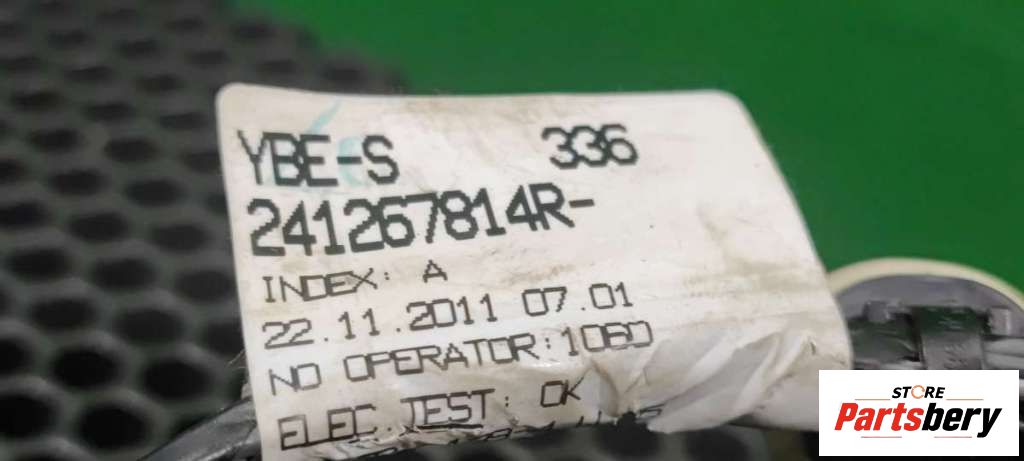 YBE-S 336
241267814R-
INDEX: A
22.11.2011 07.01
NO OPERATOR:1060
ELEC.TEST: OK
STORE
Partsbery